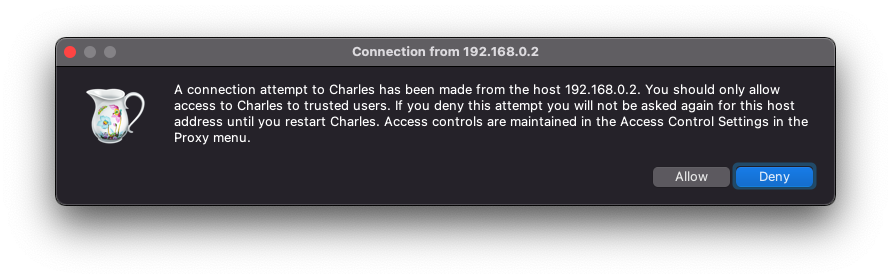 Connection from 192.168.0.2
A connection attempt to Charles has been made from the host 192.168.0.2. You should only allow
access to Charles to trusted users. If you deny this attempt you will not be asked again for this host
address until you restart Charles. Access controls are maintained in the Access Control Settings in the
Proxy menu.
Allow
Deny